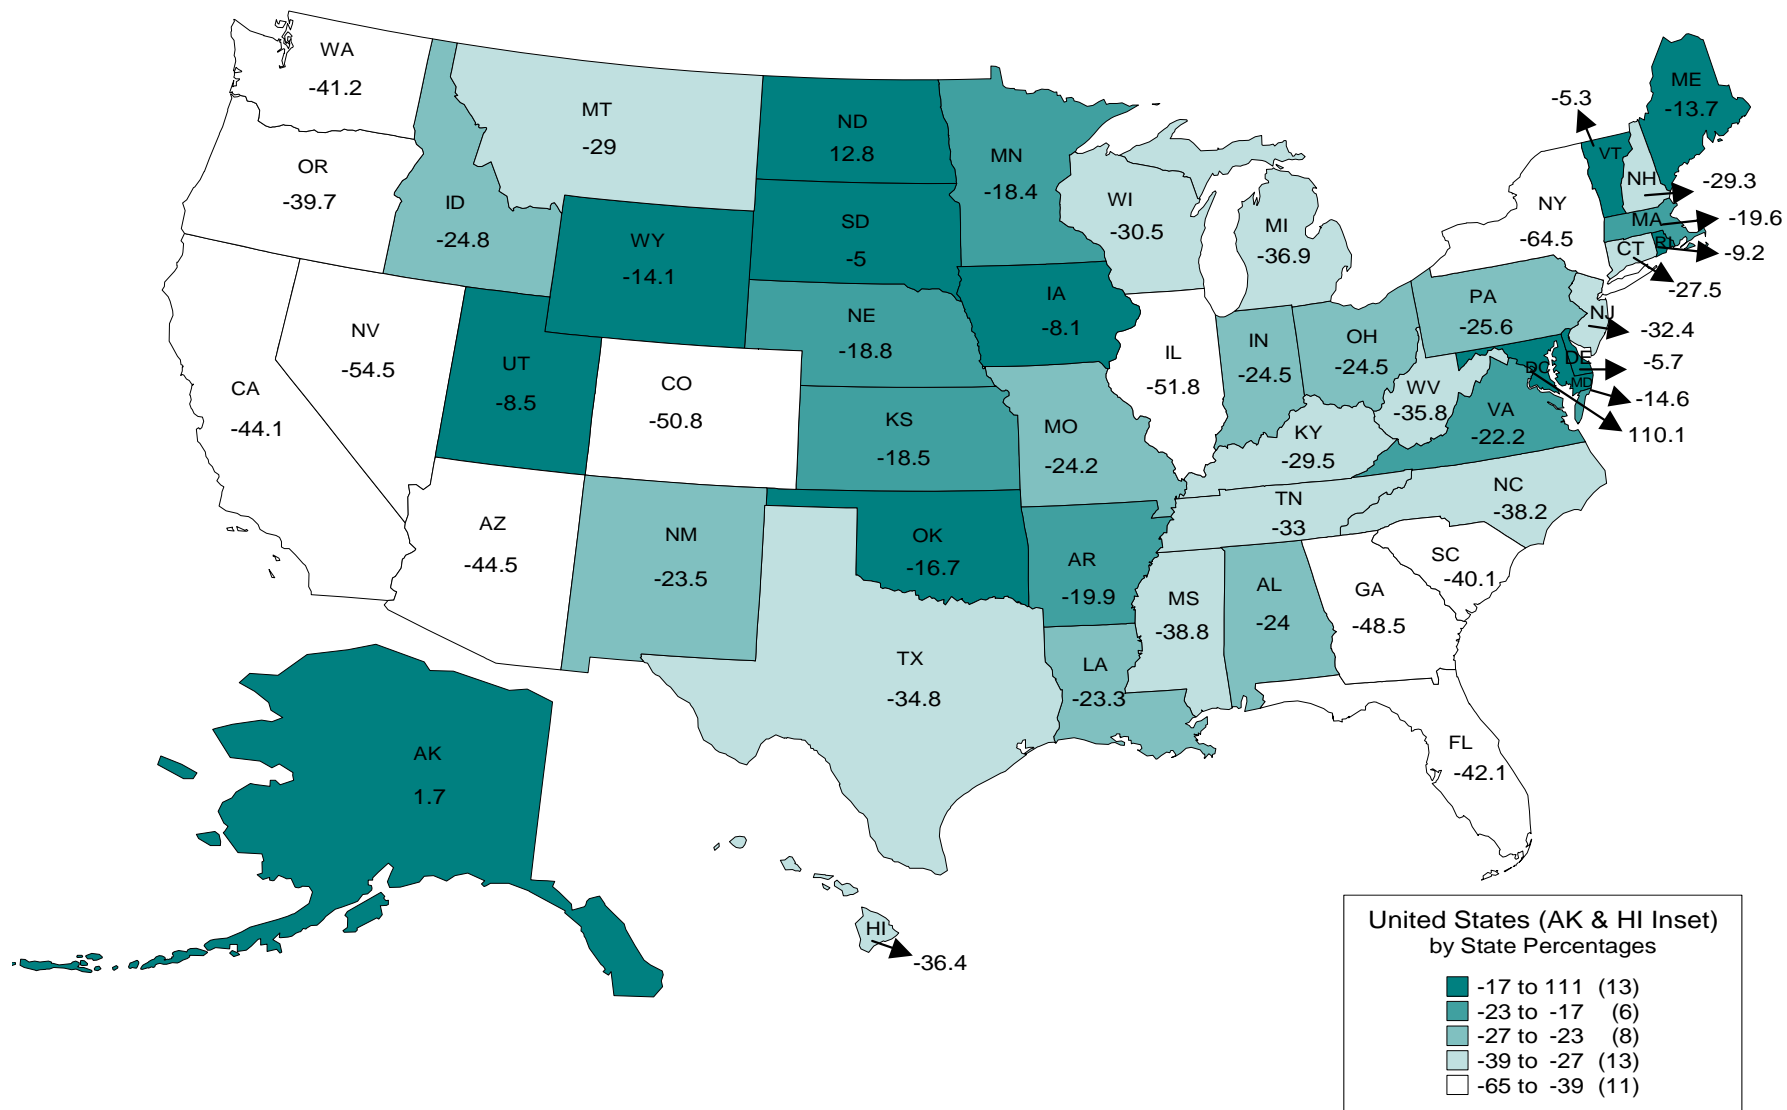 WA
-41.2
OR
-39.7
CA
-44.1
NV
-54.5
ID
-24.8
MT
-29
WY
-14.1
UT
-8.5
AZ
-44.5
CO
-50.8
NM
-23.5
ND
12.8
SD
-5
NE
-18.8
KS
-18.5
OK
-16.7
TX
-34.8
MN
-18.4
IA
-8.1
MO
-24.2
AR
-19.9
LA
-23.3
WI
-30.5
IL
-51.8
MI
-36.9
IN
-24.5
OH
-24.5
KY
-29.5
TN
-33
MS
-38.8
AL
-24
GA
-48.5
FL
-42.1
SC
-40.1
NC
-38.2
VA
-22.2
WV
-35.8
PA
-25.6
NY
-64.5
-5.3
VT
ME
-13.7
NH
-29.3
MA
-19.6
RI
-9.2
CT
-27.5
NJ
-32.4
DE
-5.7
MD
-14.6
DC
110.1
AK
1.7
HI
-36.4
United States (AK & HI Inset)
by State Percentages
-17 to 111 (13)
-23 to -17 (6)
-27 to -23 (8)
-39 to -27 (13)
-65 to -39 (11)